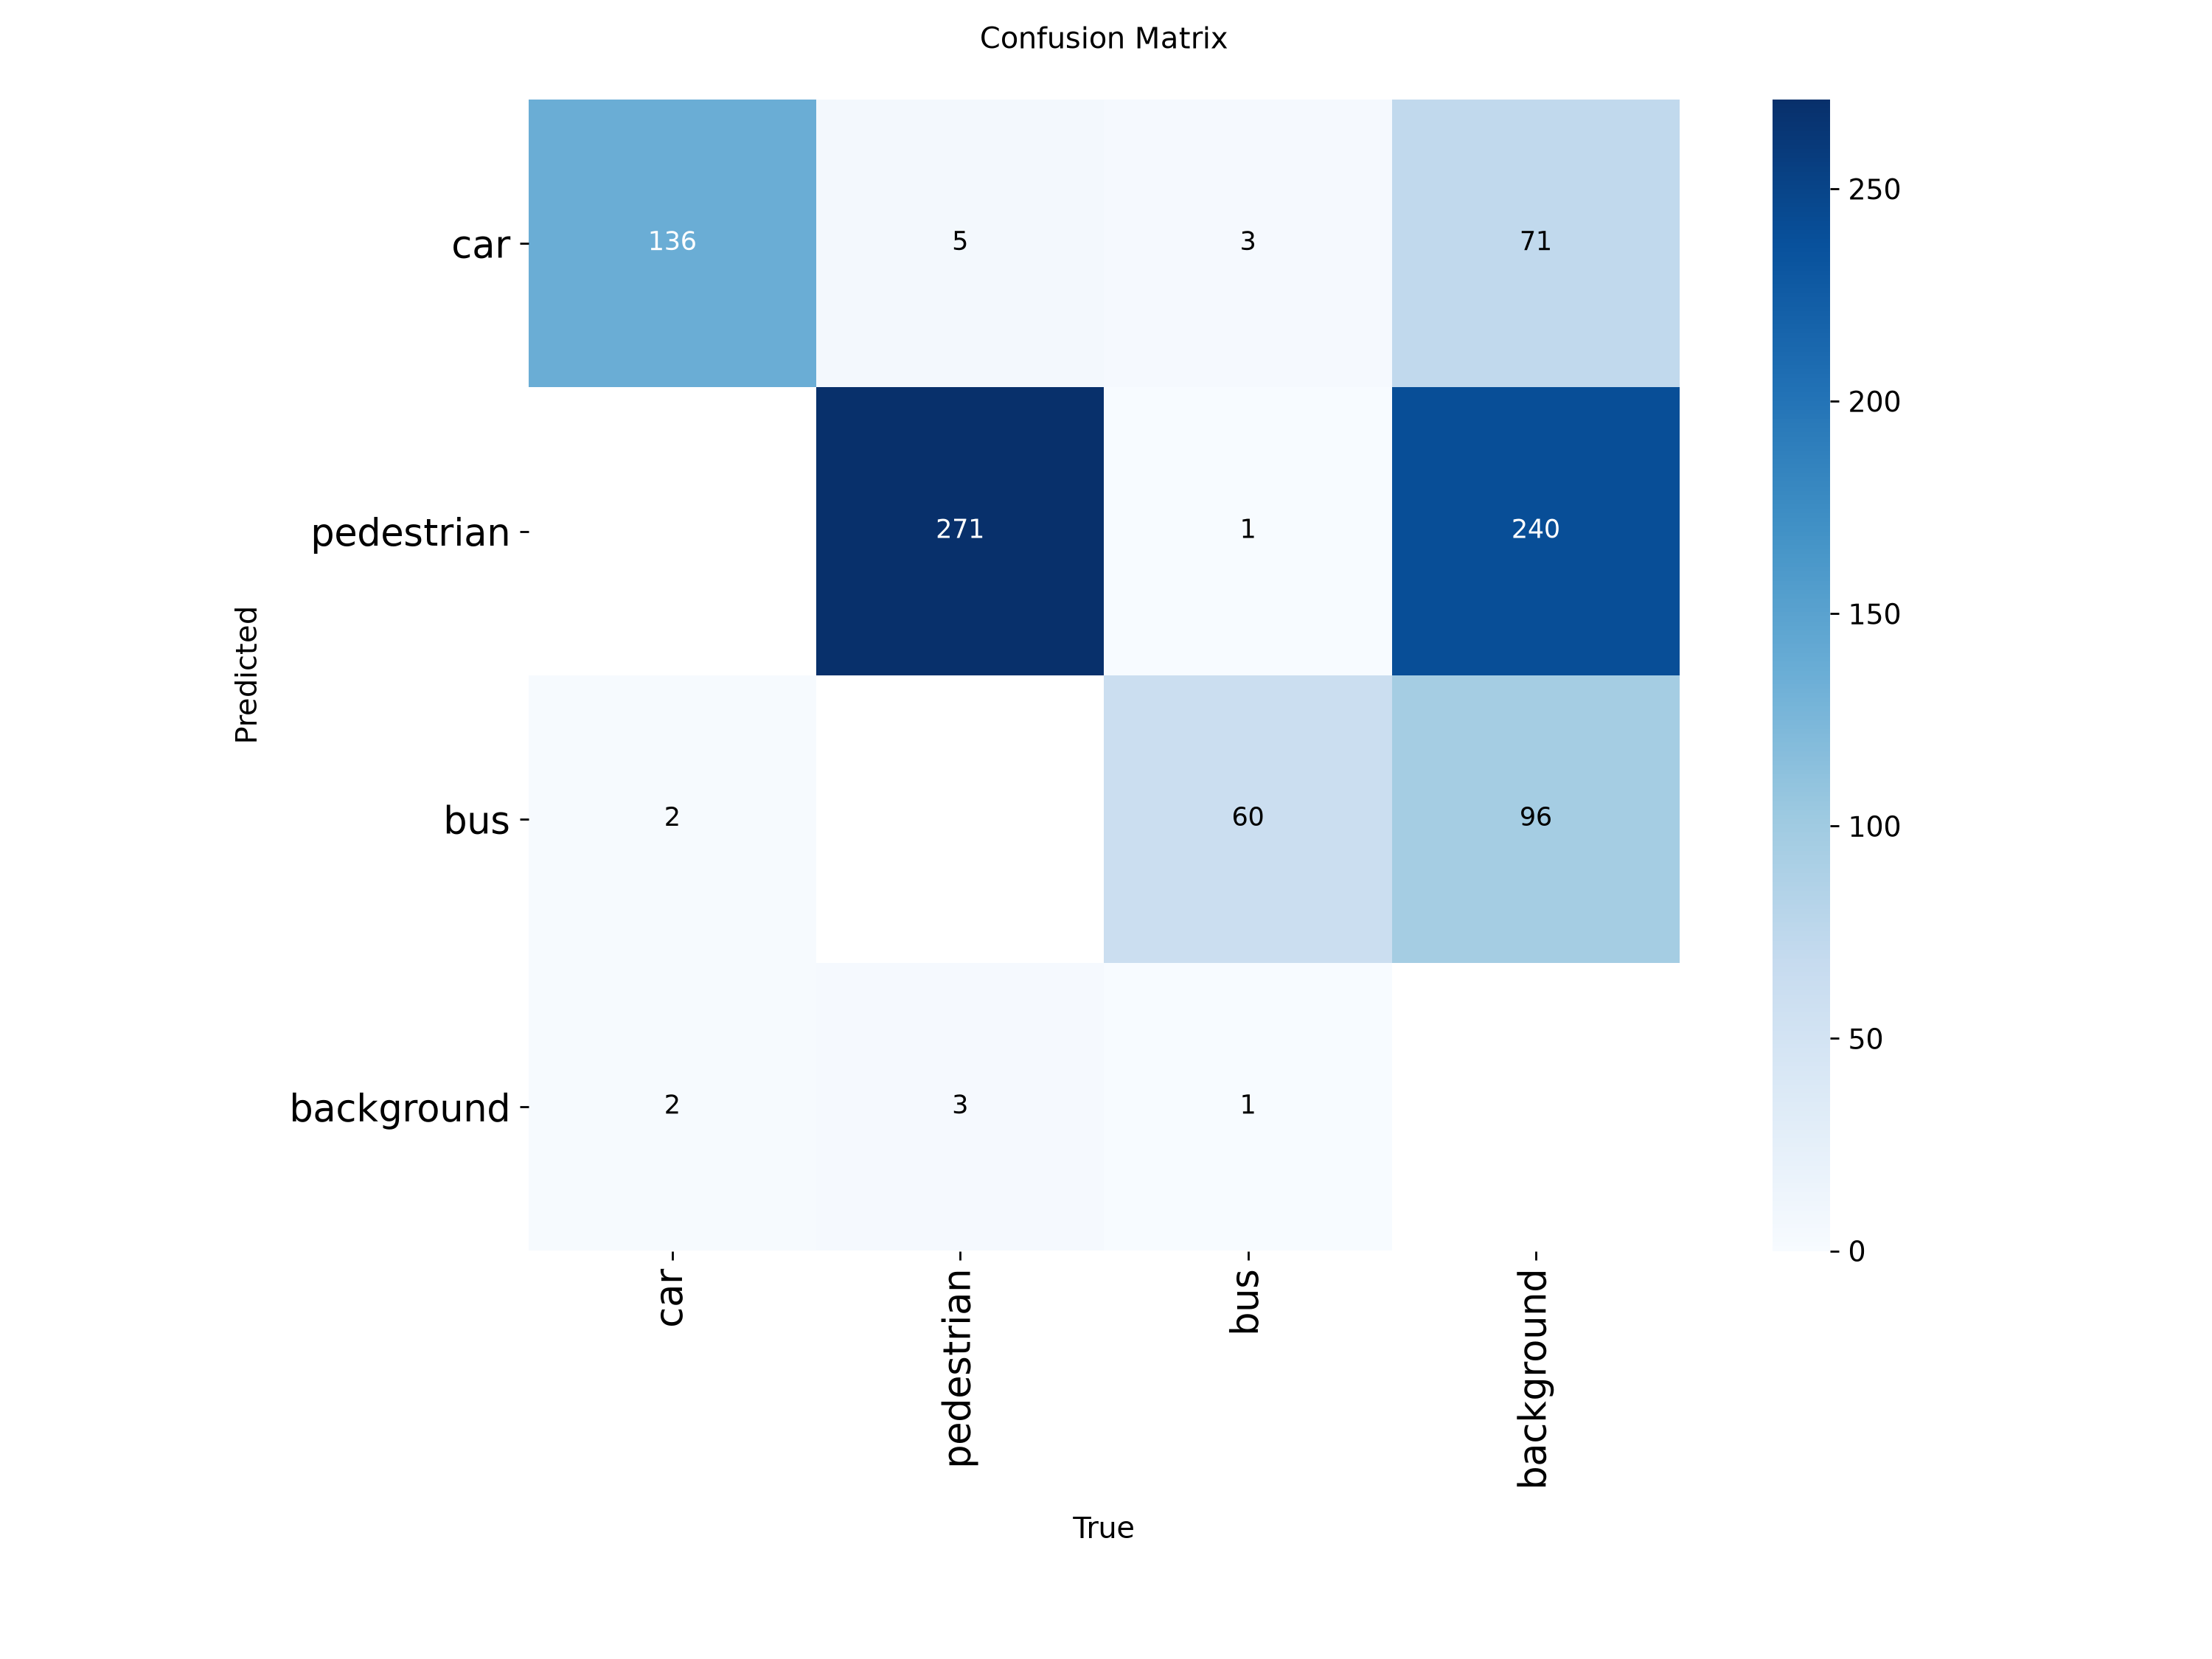 Confusion Matrix
car
136
5
3
71
pedestrian
271
1
240
bus
2
60
96
background
2
3
1
Predicted
car
pedestrian
bus
background
True
250
200
150
100
50
0